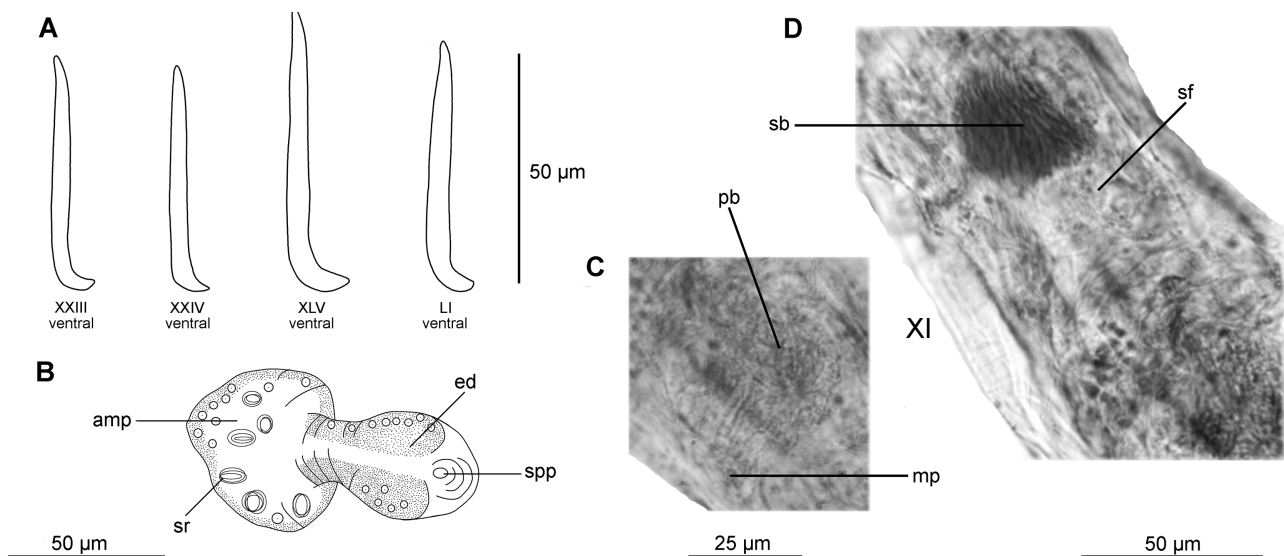 A
50 µm
XXIII
ventral
XXIV
ventral
XLV
ventral
LI
ventral
B
amp
ed
spp
sr
50 µm
C
pb
mp
25 µm
D
sb
sf
XI
50 µm